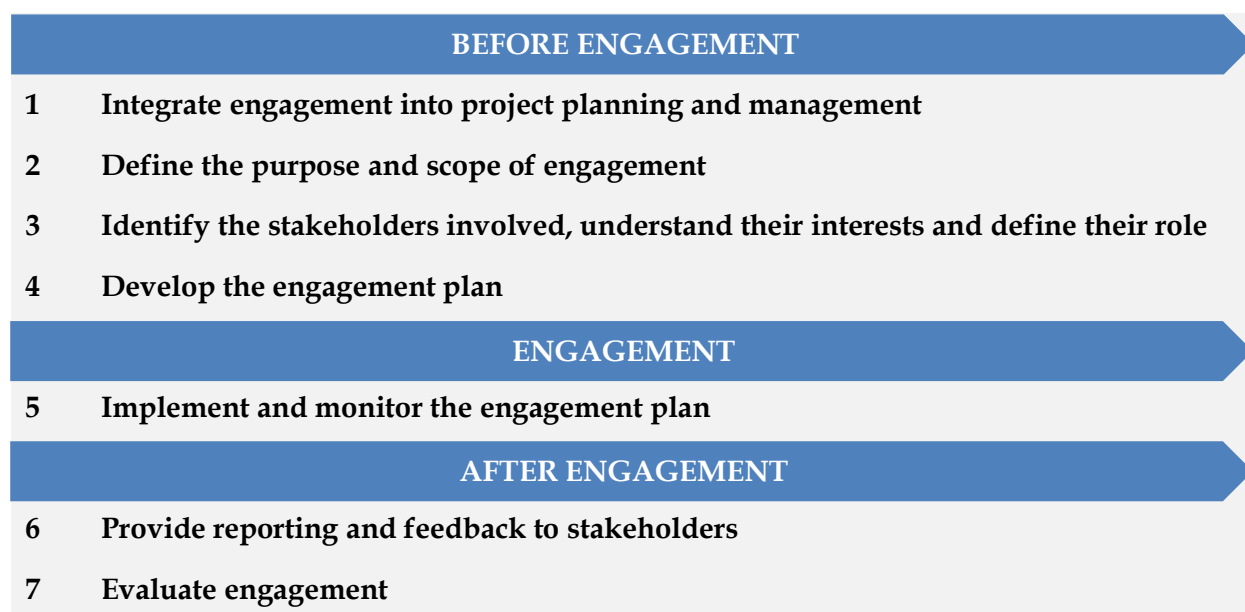 BEFORE ENGAGEMENT
1 Integrate engagement into project planning and management
2 Define the purpose and scope of engagement
3 Identify the stakeholders involved, understand their interests and define their role
4 Develop the engagement plan
ENGAGEMENT
5 Implement and monitor the engagement plan
AFTER ENGAGEMENT
6 Provide reporting and feedback to stakeholders
7 Evaluate engagement